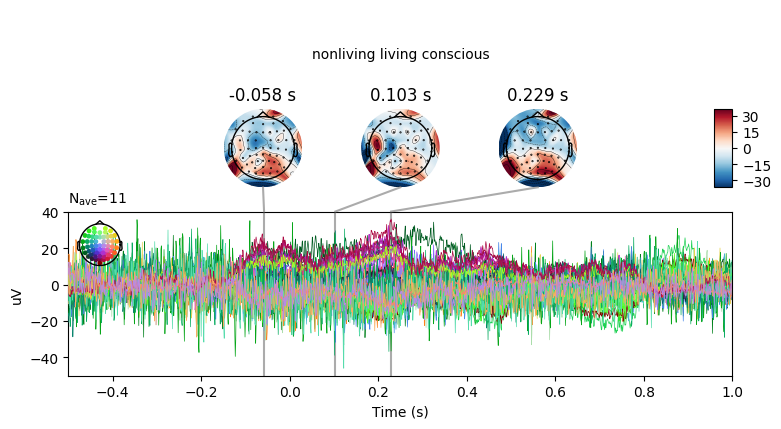 nonliving living conscious
-0.058 s 0.103 s 0.229 s
30
15
0
−15
−30
Nave=11
40
20
0
−20
−40
uV
−0.4 −0.2 0.0 0.2 0.4 0.6 0.8 1.0
Time (s)